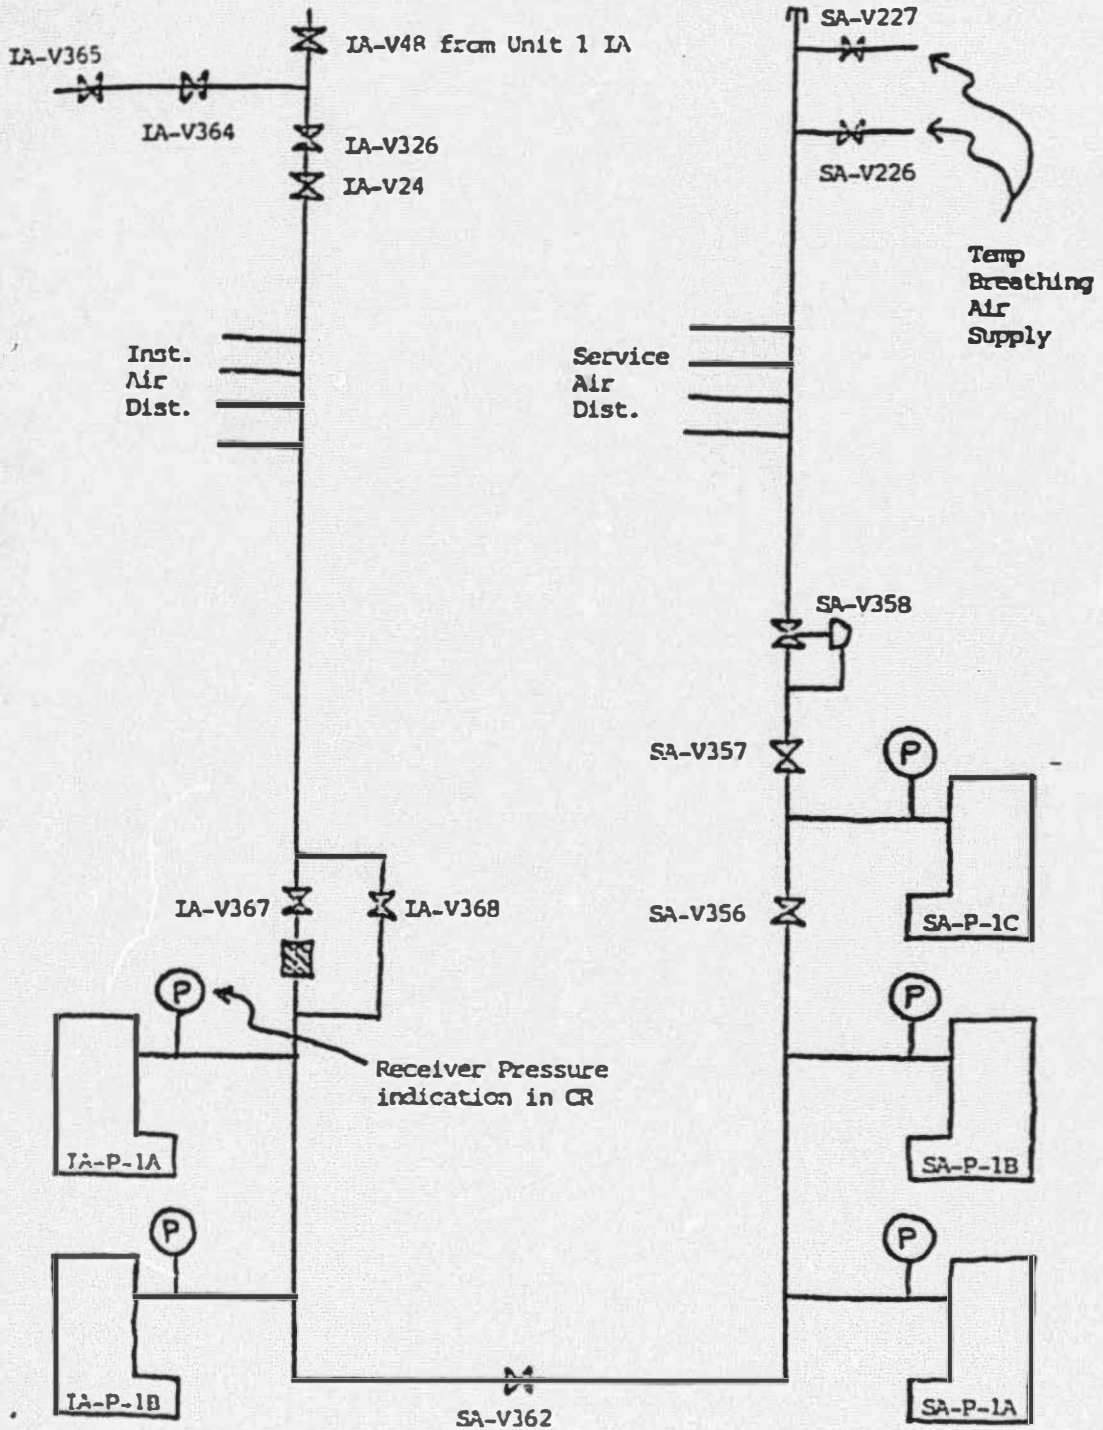 SA-V227
IA-V48 from Unit 1 IA
IA-V365
IA-V364
IA-V326
SA-V226
IA-V24
Temp
Breathing
Air
Supply
Inst.
Air
Dist.
Service
Air
Dist.
SA-V358
SA-V357
P
IA-V367
IA-V368
SA-V356
SA-P-1C
P
P
Receiver Pressure
indication in CR
IA-P-1A
SA-P-1B
P
P
IA-P-1B
SA-P-1A
SA-V362